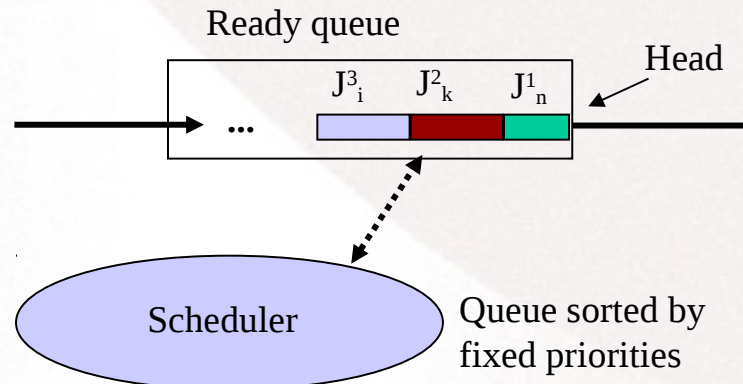 Ready queue
Head
J³ᵢ J²ₖ J¹ₙ
...
Scheduler
Queue sorted by
fixed priorities